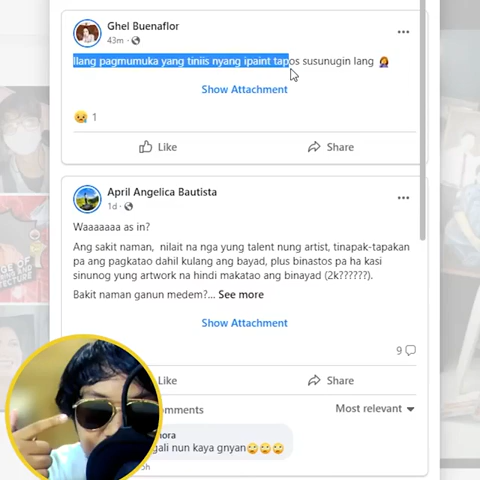 Ghel Buenaflor
43m ·
Ilang pagmumuka yang tiniis nyang ipaint tapos susunugin lang
Show Attachment
1
Like
Share
April Angelica Bautista
1d ·
Waaaaaaa as in?
Ang sakit naman, nilait na nga yung talent nung artist, tinapak-tapakan
pa ang pagkatao dahil kulang ang bayad, plus binastos pa ha kasi
sinunog yung artwork na hindi makatao ang binayad (2k??????).
Bakit naman ganun medem?... See more
Show Attachment
9
Like
Share
Most relevant
nun kaya gnyan